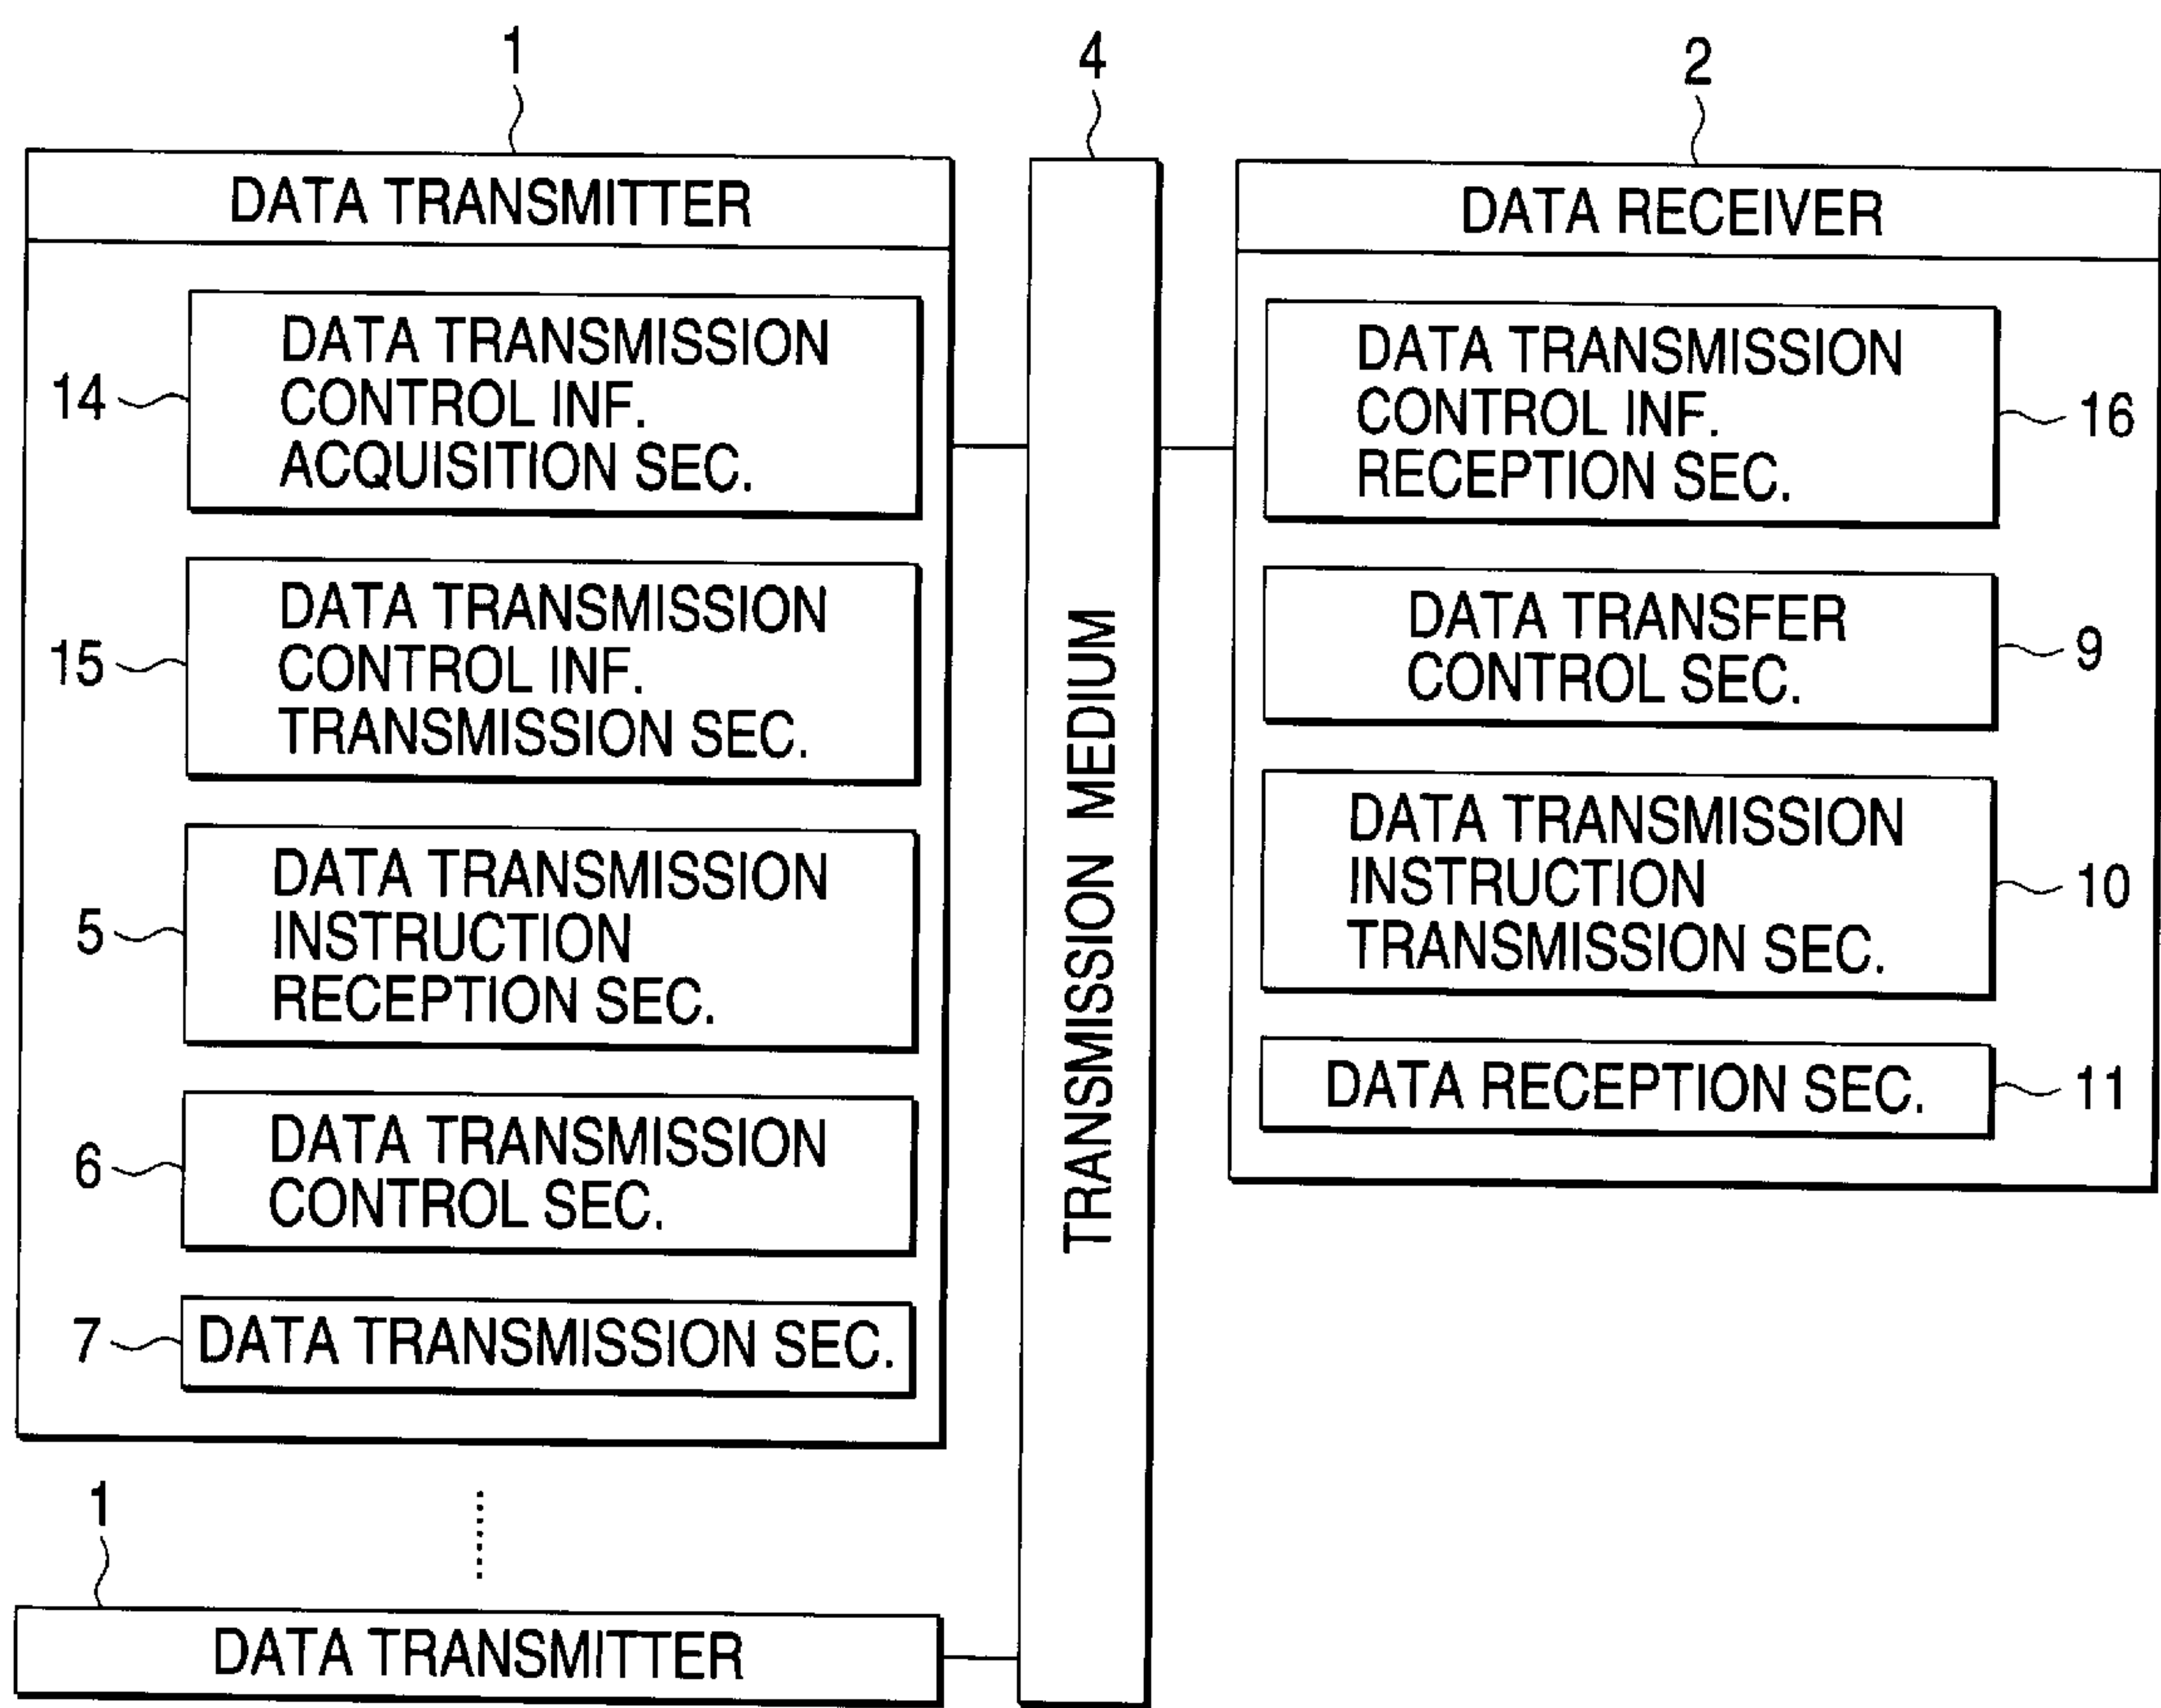 1
4
2
DATA TRANSMITTER
DATA RECEIVER
14
DATA TRANSMISSION
CONTROL INF.
ACQUISITION SEC.
15
DATA TRANSMISSION
CONTROL INF.
TRANSMISSION SEC.
5
DATA TRANSMISSION
INSTRUCTION
RECEPTION SEC.
6
DATA TRANSMISSION
CONTROL SEC.
7
DATA TRANSMISSION SEC.
1
DATA TRANSMITTER
TRANSMISSION MEDIUM
DATA TRANSMISSION
CONTROL INF.
RECEPTION SEC.
16
DATA TRANSFER
CONTROL SEC.
9
DATA TRANSMISSION
INSTRUCTION
TRANSMISSION SEC.
10
DATA RECEPTION SEC.
11